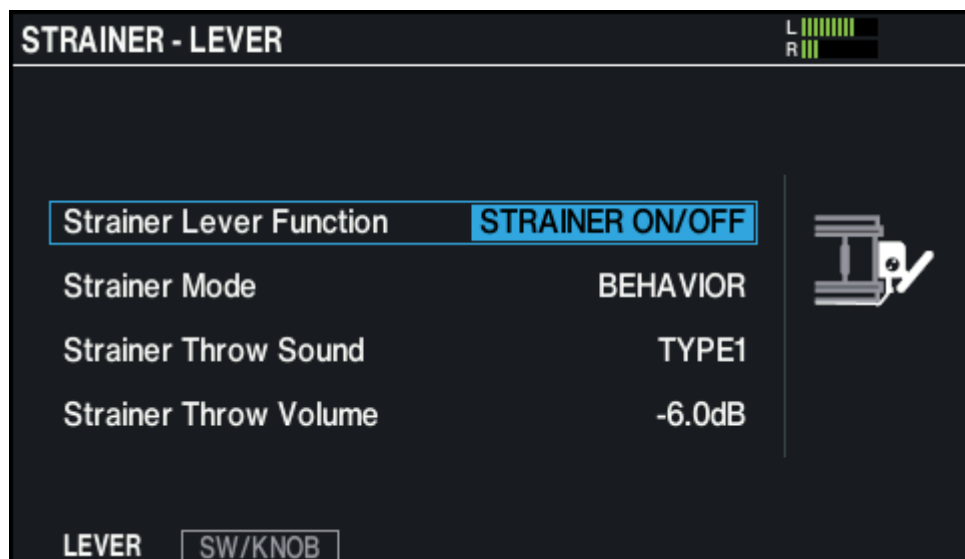 STRAINER - LEVER
L
R
Strainer Lever Function STRAINER ON/OFF
Strainer Mode BEHAVIOR
Strainer Throw Sound TYPE1
Strainer Throw Volume -6.0dB
LEVER SW/KNOB